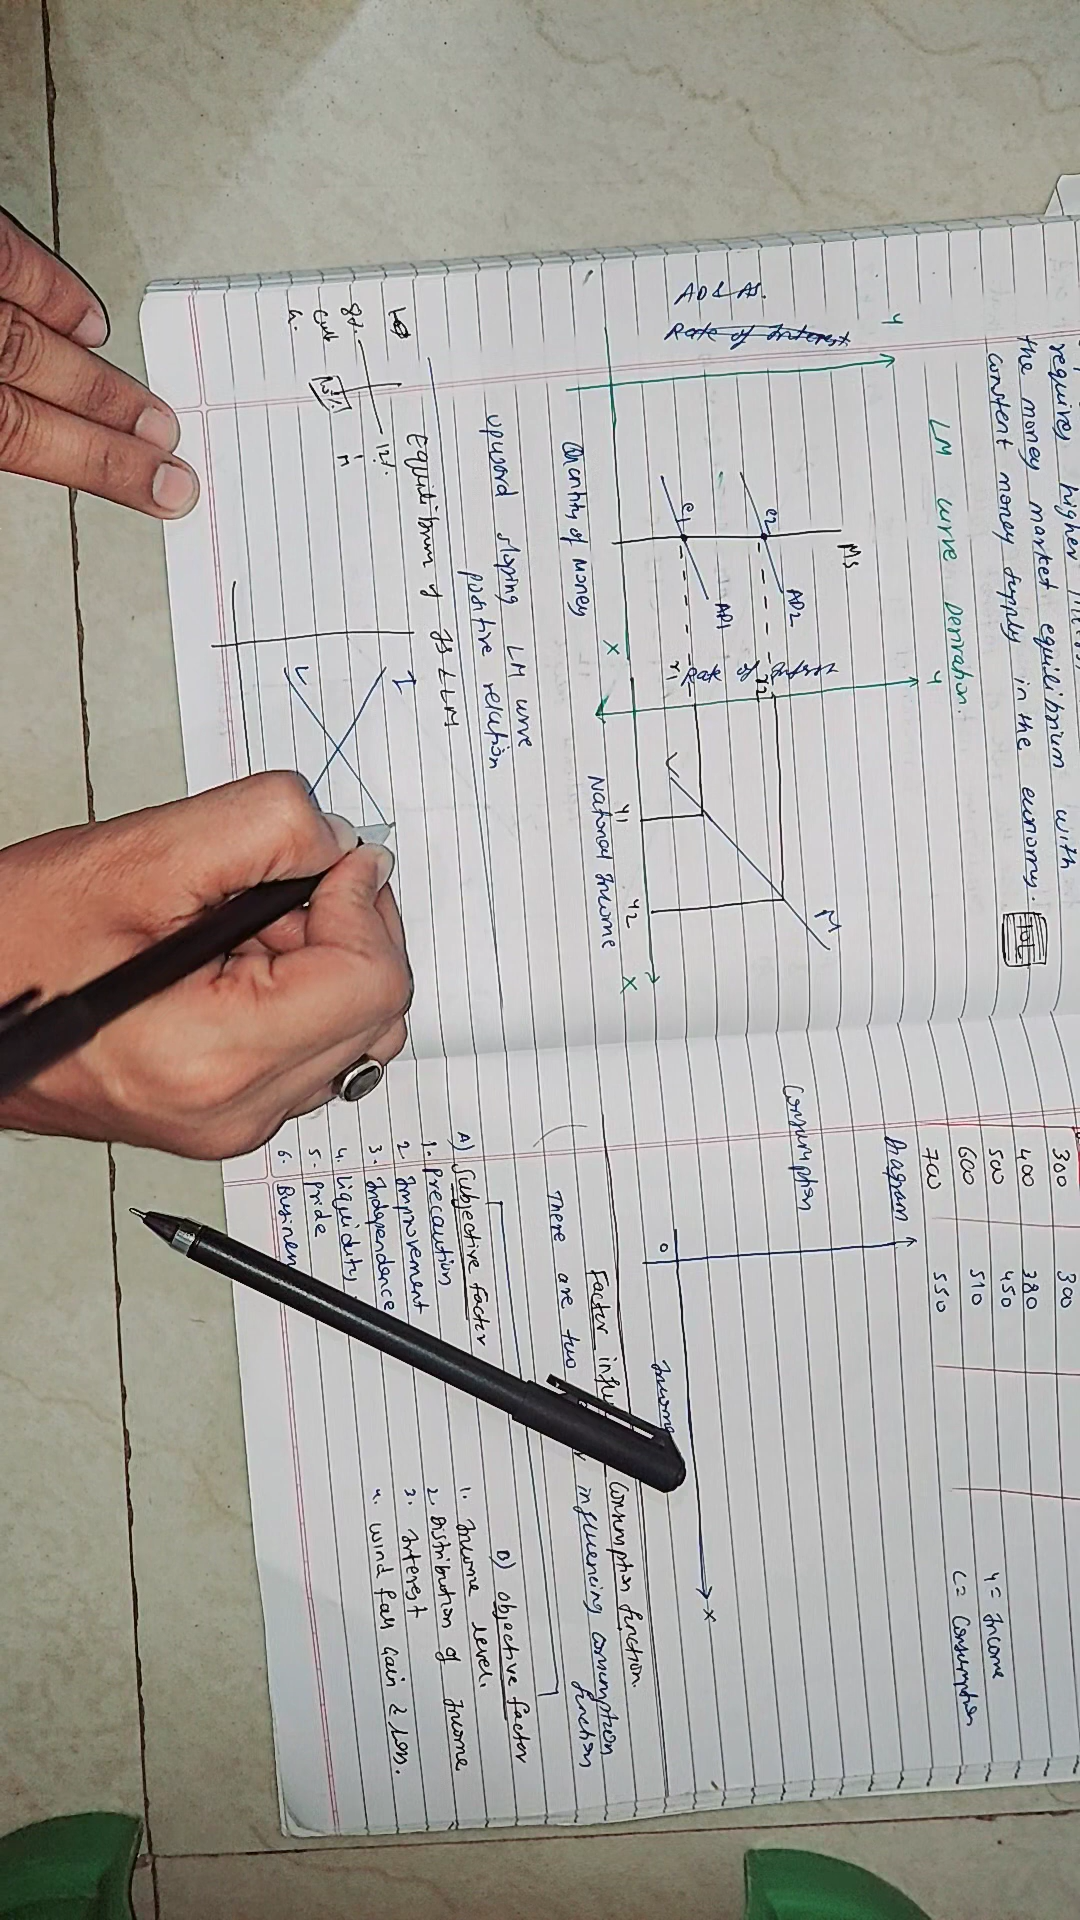 requires higher
with
the money market equilibrium
constent money supply in the economy.
LM curve Derivation.
Y
Y
AD & AS.
Rate of Interest
Ms
e2
AD2
e1
AD1
Rate of Interest
r2
r1
M
L
X
Y1
Y2
X
Quantity of Money
National Income
upword sloping LM curve
positive relation
Equilibrium of IS & LM
12%
I
L
300 300
400 380
500 450
600 510
700 550
Y = Income
C = Consumption
Diagram
Consumption
O
Income
X
Factor Consumption function.
There are two influencing consumption
function
A) Subjective factor
1. precaution
2. Improvement
3. Independence
4. Liquidity
5. pride
6. Busines
B) objective factor
1. Income level.
2. Distribution of Income
3. Interest
4. wind fall Gain & loss.